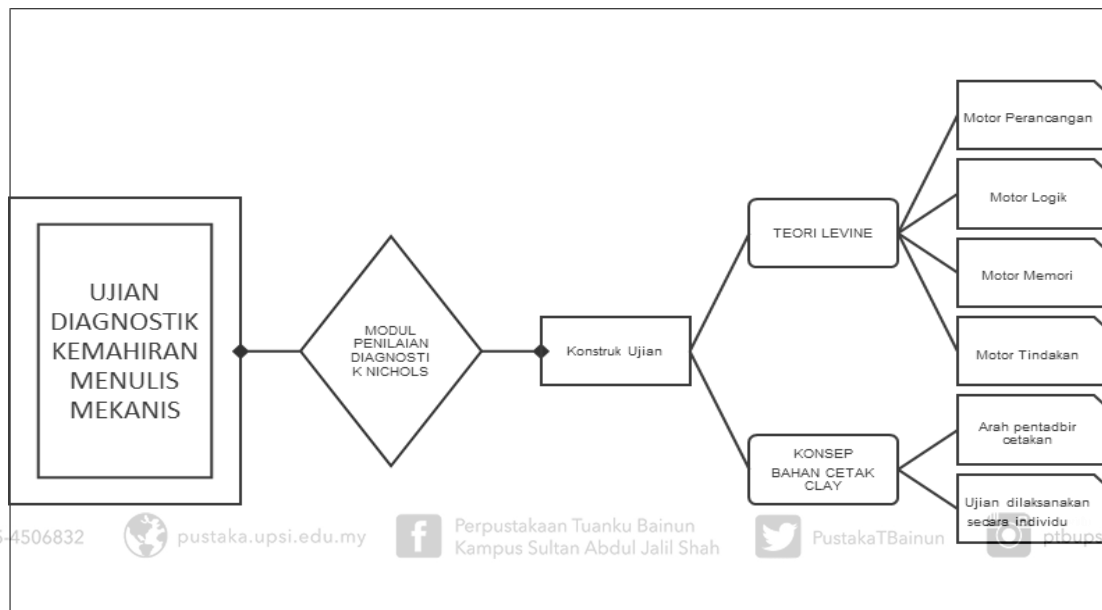 UJIAN
DIAGNOSTIK
KEMAHIRAN
MENULIS
MEKANIS
MODUL
PENILAIAN
DIAGNOSTI
K NICHOLS
Konstruk Ujian
TEORI LEVINE
KONSEP
BAHAN CETAK
CLAY
Motor Perancangan
Motor Logik
Motor Memori
Motor Tindakan
Arah pentadbir
cetakan
Ujian dilaksanakan
secara individu
-4506832
pustaka.upsi.edu.my
Perpustakaan Tuanku Bainun
Kampus Sultan Abdul Jalil Shah
PustakaTBainun
ptbups